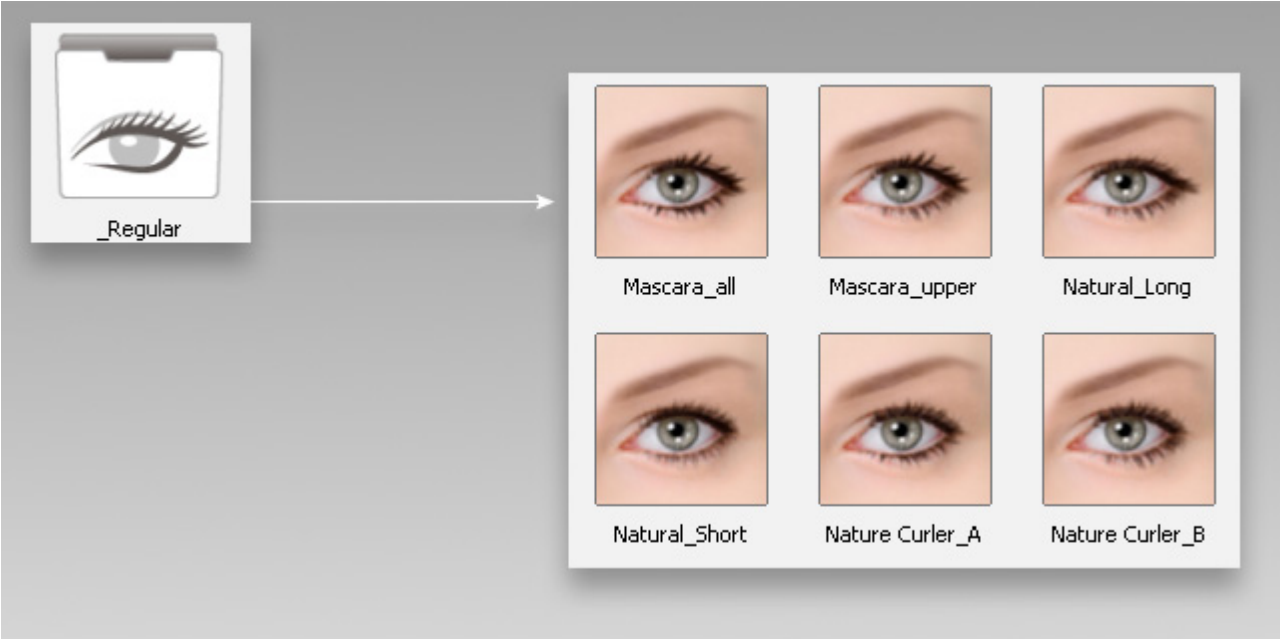 _Regular
Mascara_all
Mascara_upper
Natural_Long
Natural_Short
Nature Curler_A
Nature Curler_B